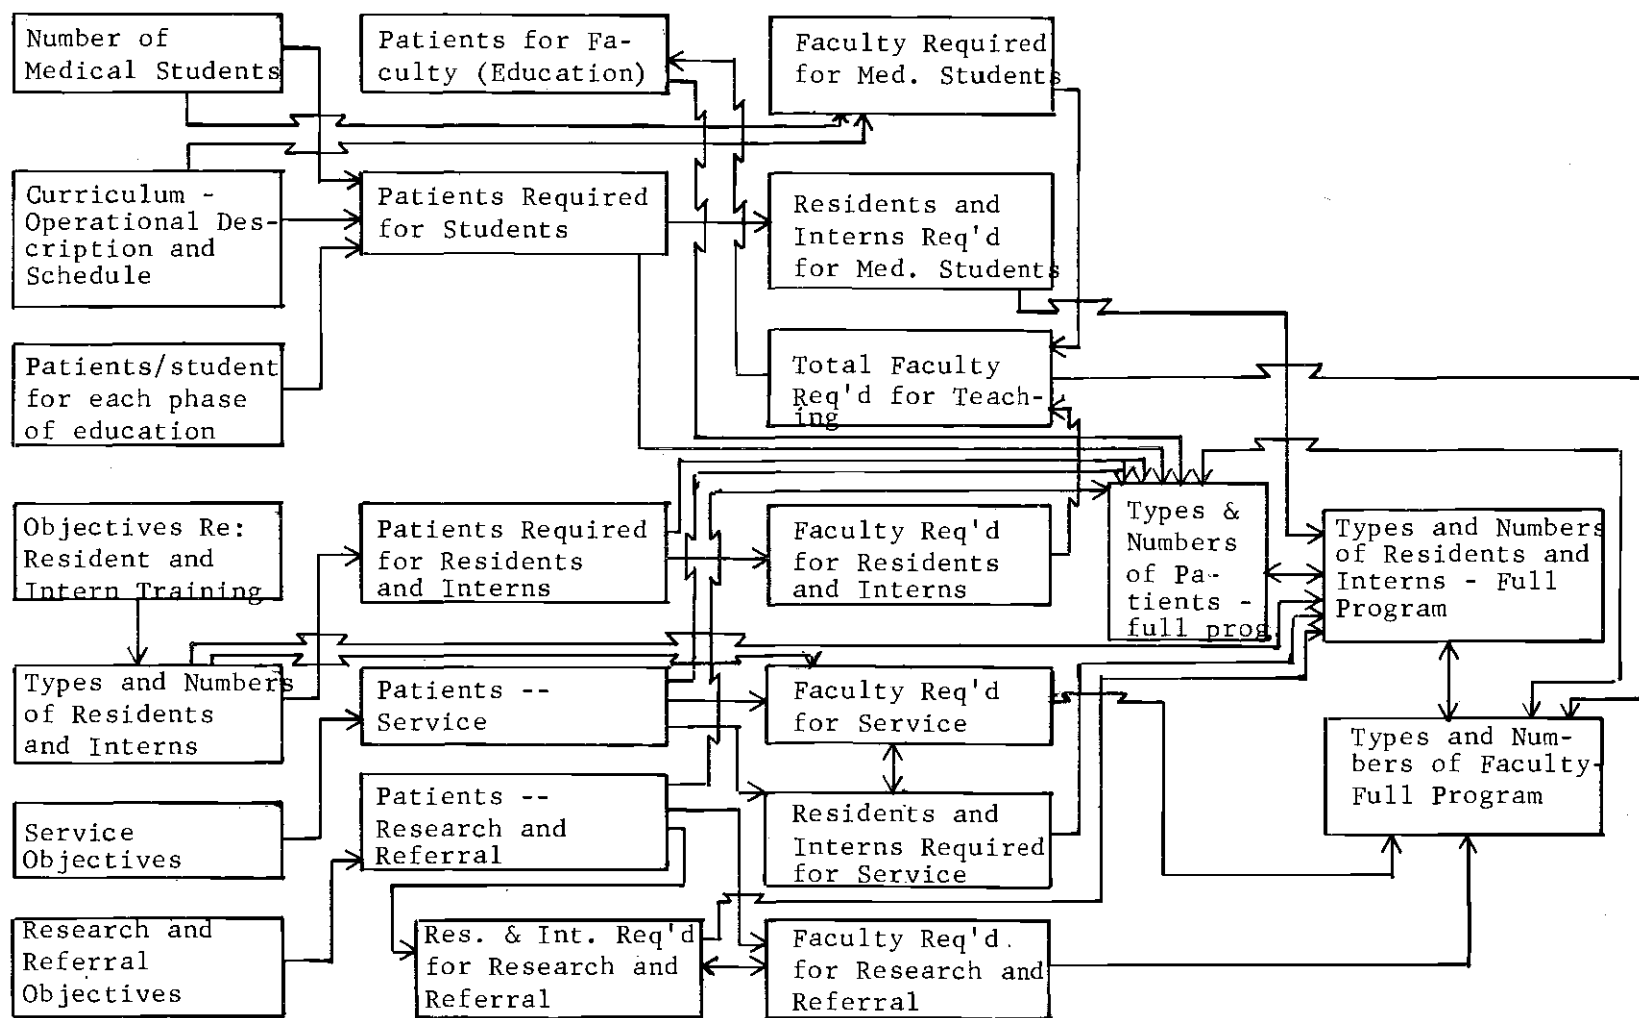 Number of
Medical Students
Patients for Fa-
culty (Education)
Faculty Required
for Med. Students
Curriculum -
Operational Des-
cription and
Schedule
Patients Required
for Students
Residents and
Interns Req'd
for Med. Students
Patients/student
for each phase
of education
Total Faculty
Req'd for Teach-
ing
Objectives Re:
Resident and
Intern Training
Patients Required
for Residents
and Interns
Faculty Req'd
for Residents
and Interns
Types &
Numbers
of Pa-
tients -
full prog.
Types and Numbers
of Residents and
Interns - Full
Program
Types and Numbers
of Residents
and Interns
Patients --
Service
Faculty Req'd
for Service
Types and Num-
bers of Faculty-
Full Program
Service
Objectives
Patients --
Research and
Referral
Residents and
Interns Required
for Service
Research and
Referral
Objectives
Res. & Int. Req'd
for Research and
Referral
Faculty Req'd.
for Research and
Referral